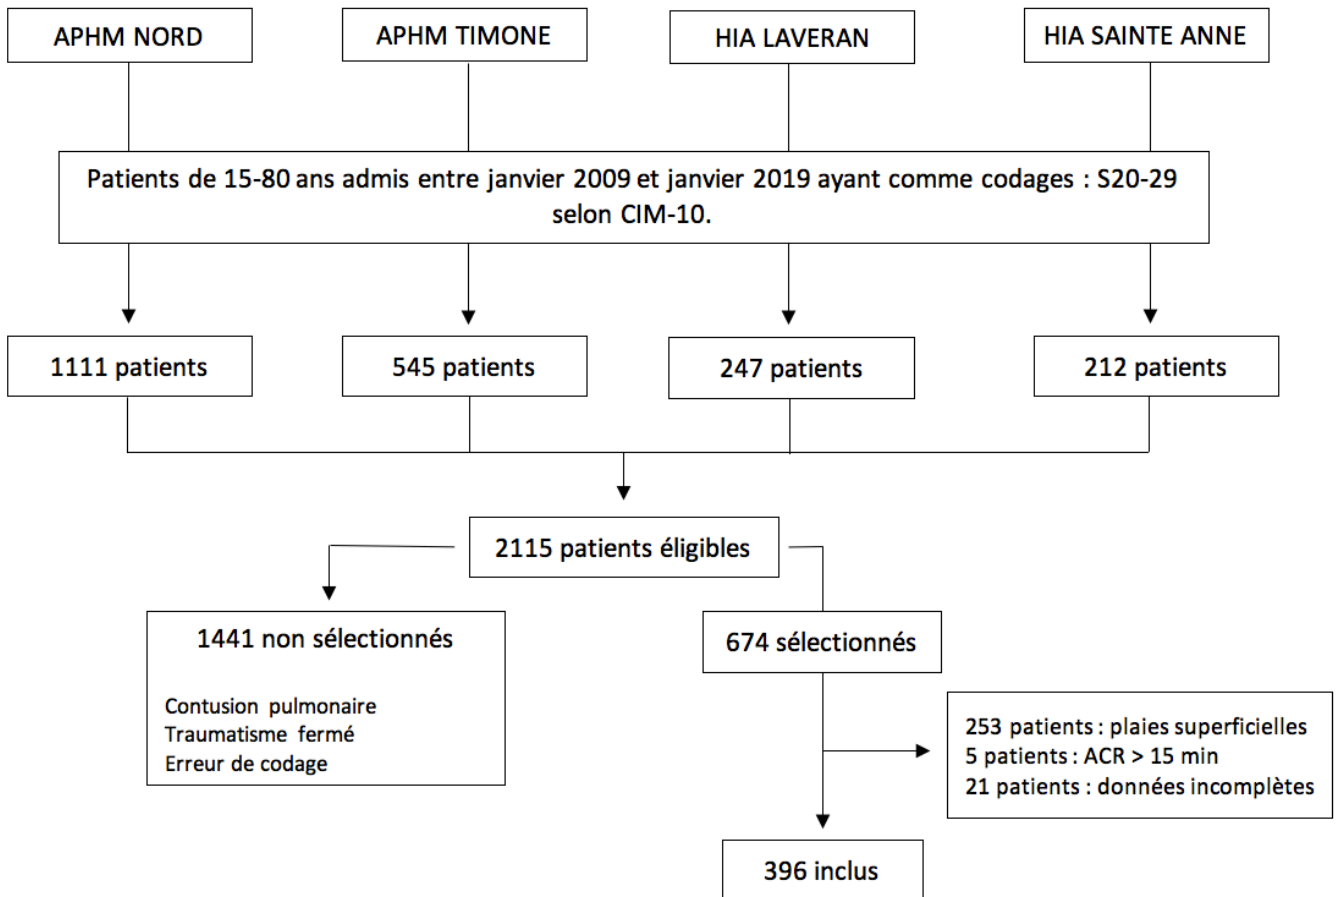 APHM NORD
APHM TIMONE
HIA LAVERAN
HIA SAINTE ANNE
Patients de 15-80 ans admis entre janvier 2009 et janvier 2019 ayant comme codages : S20-29
selon CIM-10.
1111 patients
545 patients
247 patients
212 patients
2115 patients éligibles
1441 non sélectionnés
Contusion pulmonaire
Traumatisme fermé
Erreur de codage
674 sélectionnés
253 patients : plaies superficielles
5 patients : ACR > 15 min
21 patients : données incomplètes
396 inclus